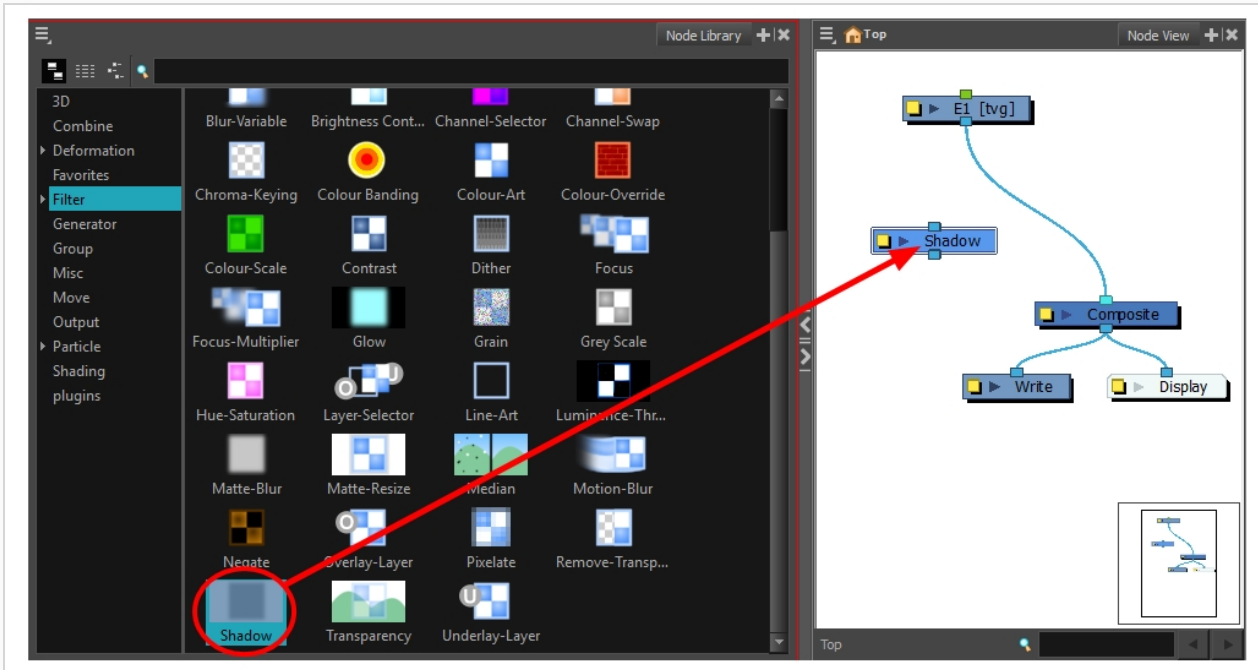 Node Library
3D
Combine
Deformation
Favorites
Filter
Generator
Group
Misc
Move
Output
Particle
Shading
plugins
Blur-Variable Brightness Cont... Channel-Selector Channel-Swap
Chroma-Keying Colour Banding Colour-Art Colour-Override
Colour-Scale Contrast Dither Focus
Focus-Multiplier Glow Grain Grey Scale
Hue-Saturation Layer-Selector Line-Art Luminance-Thr...
Matte-Blur Matte-Resize Median Motion-Blur
Negate Overlay-Layer Pixelate Remove-Transp...
Shadow Transparency Underlay-Layer
Top Node View
E1 [tvg]
Shadow
Composite
Write Display
Top